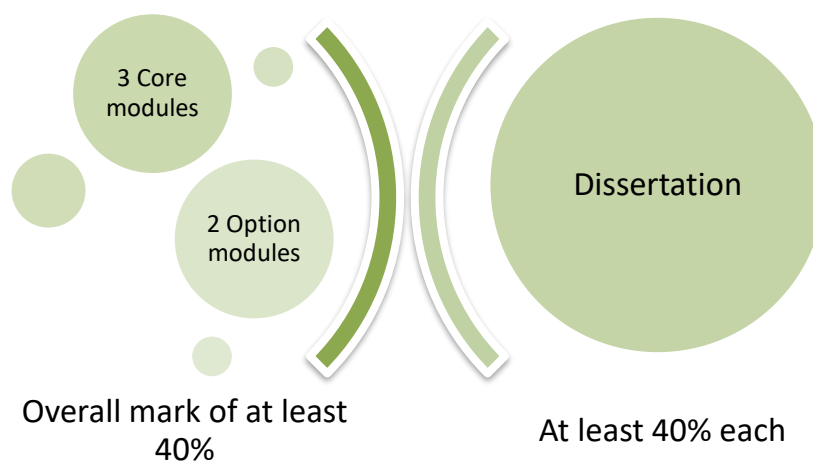 3 Core
modules
2 Option
modules
Dissertation
Overall mark of at least
40%
At least 40% each